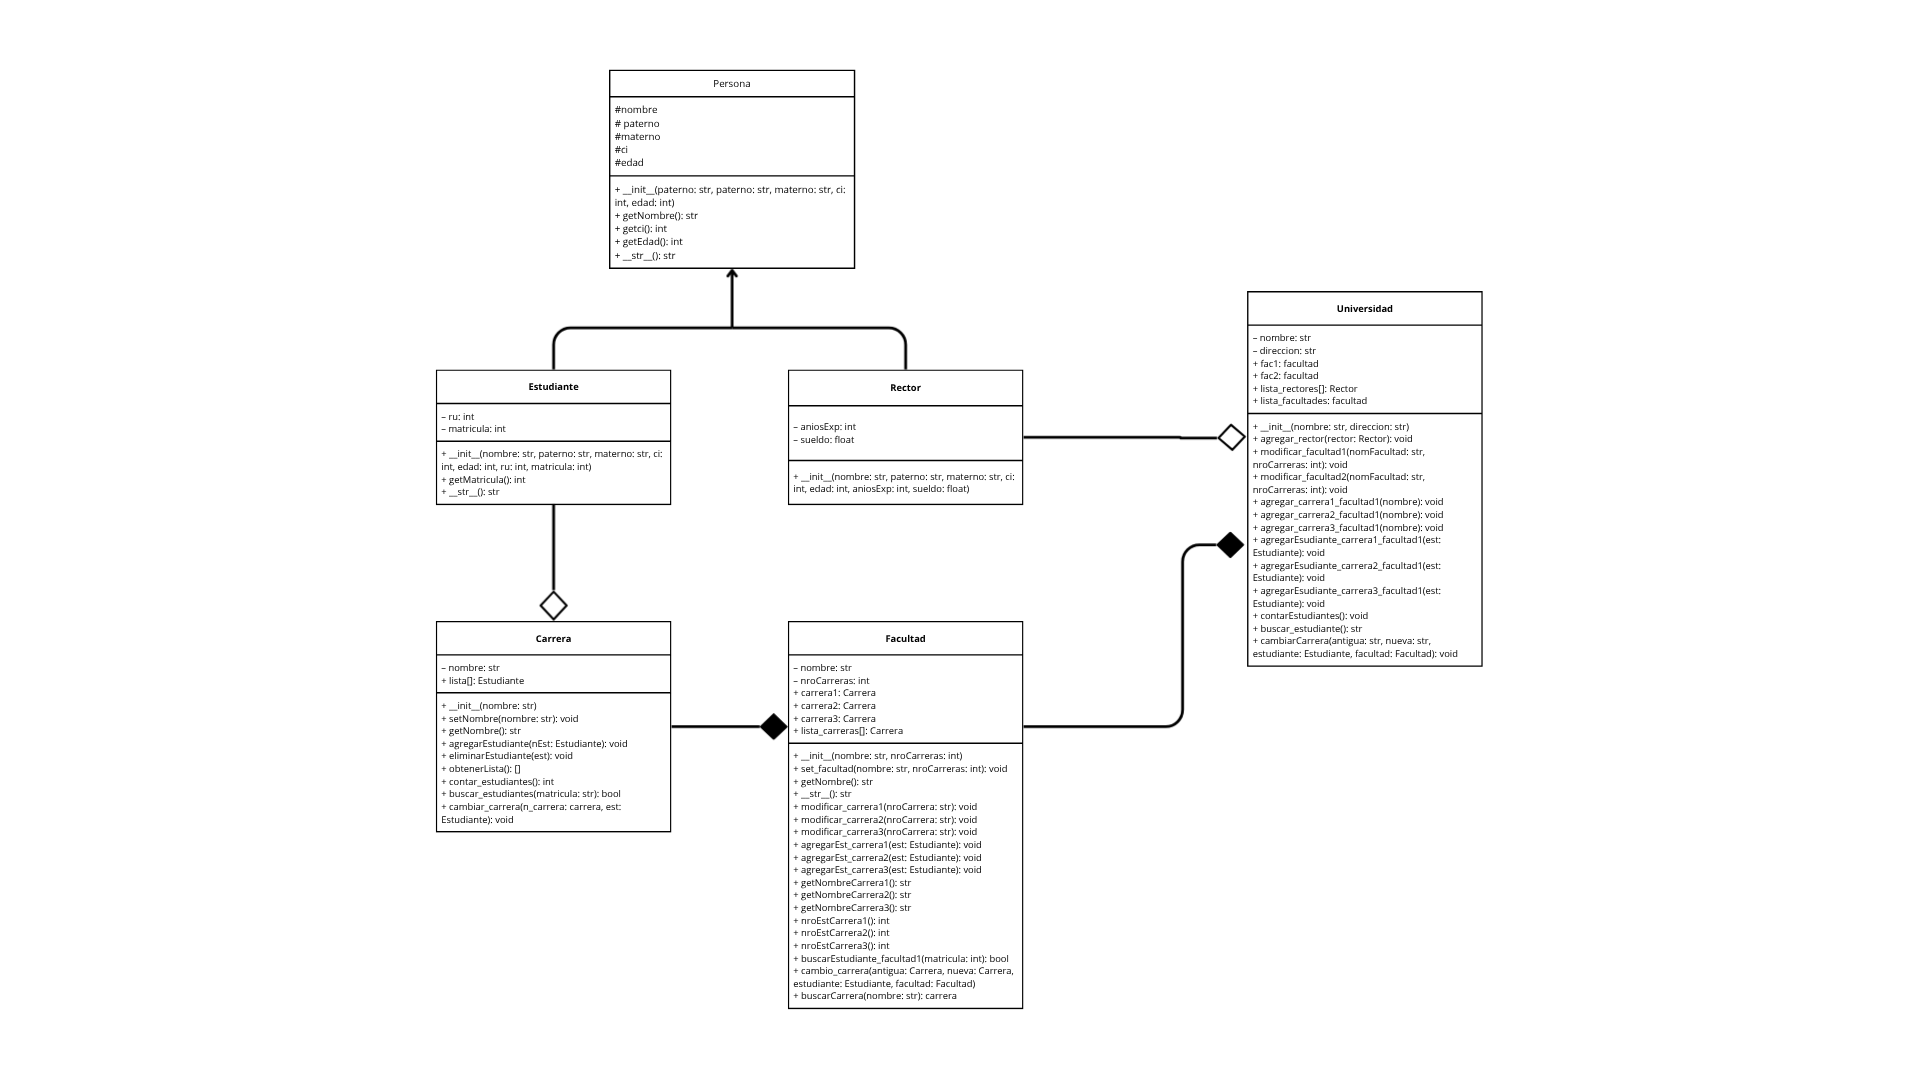 Persona
#nombre
# paterno
#materno
#ci
#edad
+ __init__(paterno: str, paterno: str, materno: str, ci:
int, edad: int)
+ getNombre(): str
+ getci(): int
+ getEdad(): int
+ __str__(): str
Estudiante
– ru: int
– matricula: int
+ __init__(nombre: str, paterno: str, materno: str, ci:
int, edad: int, ru: int, matricula: int)
+ getMatricula(): int
+ __str__(): str
Rector
– aniosExp: int
– sueldo: float
+ __init__(nombre: str, paterno: str, materno: str, ci:
int, edad: int, aniosExp: int, sueldo: float)
Universidad
– nombre: str
– direccion: str
+ fac1: facultad
+ fac2: facultad
+ lista_rectores[]: Rector
+ lista_facultades: facultad
+ __init__(nombre: str, direccion: str)
+ agregar_rector(rector: Rector): void
+ modificar_facultad1(nomFacultad: str,
nroCarreras: int): void
+ modificar_facultad2(nomFacultad: str,
nroCarreras: int): void
+ agregar_carrera1_facultad1(nombre): void
+ agregar_carrera2_facultad1(nombre): void
+ agregar_carrera3_facultad1(nombre): void
+ agregarEsudiante_carrera1_facultad1(est:
Estudiante): void
+ agregarEsudiante_carrera2_facultad1(est:
Estudiante): void
+ agregarEsudiante_carrera3_facultad1(est:
Estudiante): void
+ contarEstudiantes(): void
+ buscar_estudiante(): str
+ cambiarCarrera(antigua: str, nueva: str,
estudiante: Estudiante, facultad: Facultad): void
Carrera
– nombre: str
+ lista[]: Estudiante
+ __init__(nombre: str)
+ setNombre(nombre: str): void
+ getNombre(): str
+ agregarEstudiante(nEst: Estudiante): void
+ eliminarEstudiante(est): void
+ obtenerLista(): []
+ contar_estudiantes(): int
+ buscar_estudiantes(matricula: str): bool
+ cambiar_carrera(n_carrera: carrera, est:
Estudiante): void
Facultad
– nombre: str
– nroCarreras: int
+ carrera1: Carrera
+ carrera2: Carrera
+ carrera3: Carrera
+ lista_carreras[]: Carrera
+ __init__(nombre: str, nroCarreras: int)
+ set_facultad(nombre: str, nroCarreras: int): void
+ getNombre(): str
+ __str__(): str
+ modificar_carrera1(nroCarrera: str): void
+ modificar_carrera2(nroCarrera: str): void
+ modificar_carrera3(nroCarrera: str): void
+ agregarEst_carrera1(est: Estudiante): void
+ agregarEst_carrera2(est: Estudiante): void
+ agregarEst_carrera3(est: Estudiante): void
+ getNombreCarrera1(): str
+ getNombreCarrera2(): str
+ getNombreCarrera3(): str
+ nroEstCarrera1(): int
+ nroEstCarrera2(): int
+ nroEstCarrera3(): int
+ buscarEstudiante_facultad1(matricula: int): bool
+ cambio_carrera(antigua: Carrera, nueva: Carrera,
estudiante: Estudiante, facultad: Facultad)
+ buscarCarrera(nombre: str): carrera